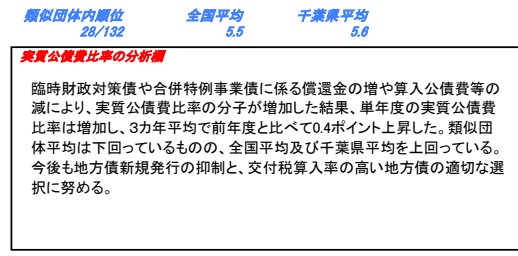 類似団体内順位 全国平均 千葉県平均
28/132 5.5 5.6
実質公債費比率の分析欄
臨時財政対策債や合併特例事業債に係る償還金の増や算入公債費等の
減により、実質公債費比率の分子が増加した結果、単年度の実質公債費
比率は増加し、3カ年平均で前年度と比べて0.4ポイント上昇した。類似団
体平均は下回っているものの、全国平均及び千葉県平均を上回っている。
今後も地方債新規発行の抑制と、交付税算入率の高い地方債の適切な選
択に努める。